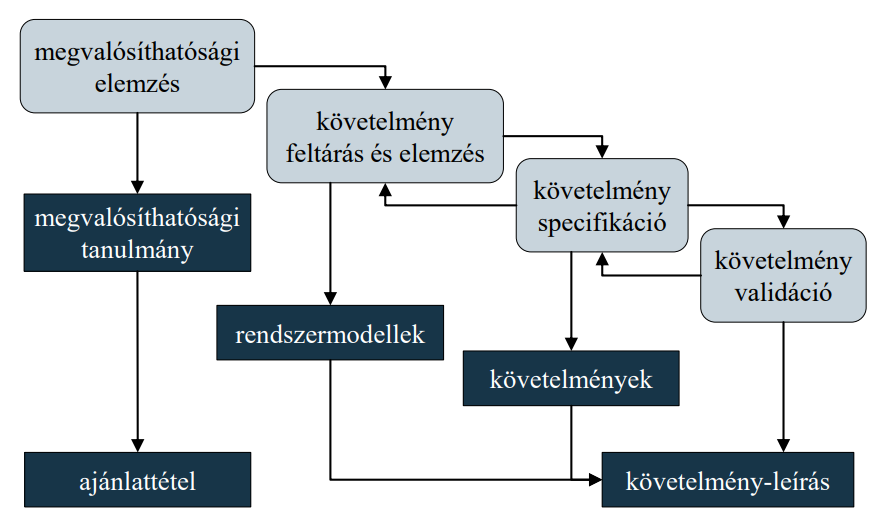 megvalósíthatósági
elemzés
követelmény
feltárás és elemzés
követelmény
specifikáció
megvalósíthatósági
tanulmány
követelmény
validáció
rendszermodellek
követelmények
ajánlattétel
követelmény-leírás